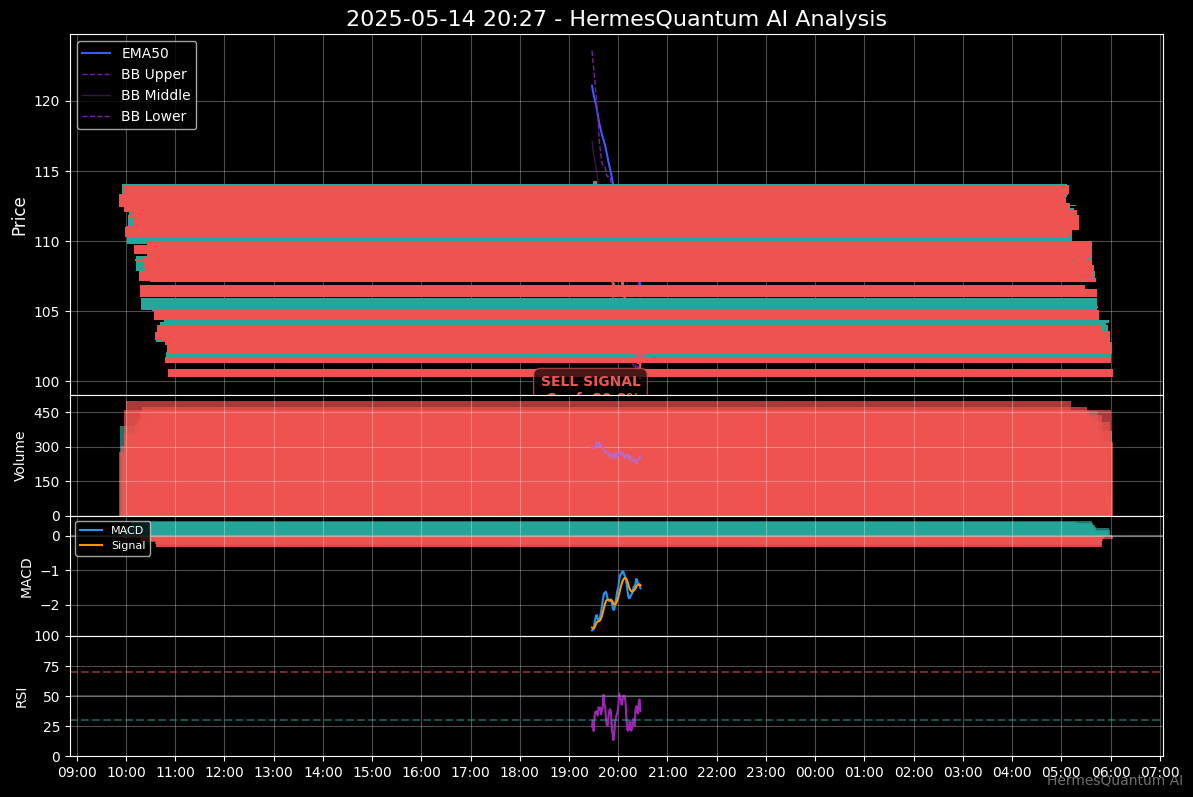 2025-05-14 20:27 - HermesQuantum AI Analysis
EMA50
BB Upper
BB Middle
BB Lower
Price
120
115
110
105
100
SELL SIGNAL
Volume
450
300
150
0
MACD
Signal
MACD
0
−1
−2
RSI
100
75
50
25
0
09:00 10:00 11:00 12:00 13:00 14:00 15:00 16:00 17:00 18:00 19:00 20:00 21:00 22:00 23:00 00:00 01:00 02:00 03:00 04:00 05:00 06:00 07:00
HermesQuantum AI